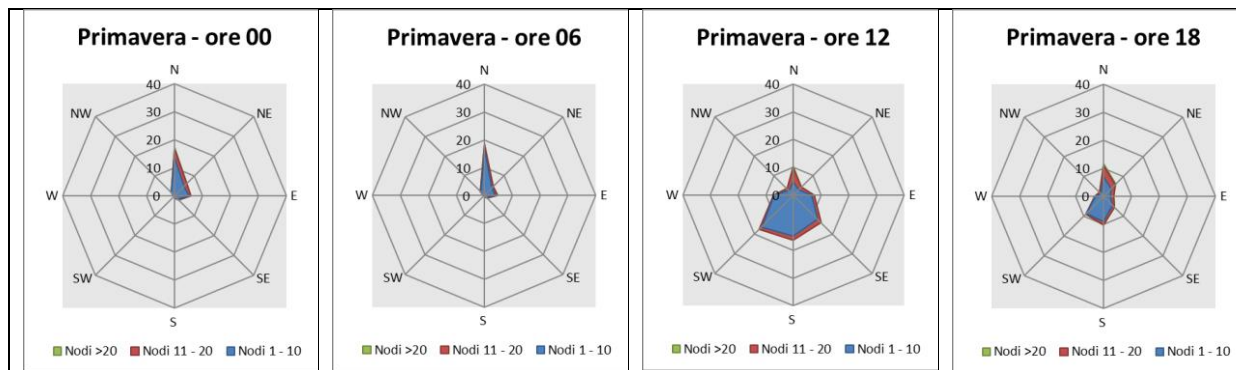 Primavera - ore 00
N
40
NW
30
NE
20
10
W
0
E
SW
SE
S
Nodi >20 Nodi 11 - 20 Nodi 1 - 10
Primavera - ore 06
N
40
NW
30
NE
20
10
W
0
E
SW
SE
S
Nodi >20 Nodi 11 - 20 Nodi 1 - 10
Primavera - ore 12
N
40
NW
30
NE
20
10
W
0
E
SW
SE
S
Nodi >20 Nodi 11 - 20 Nodi 1 - 10
Primavera - ore 18
N
40
NW
30
NE
20
10
W
0
E
SW
SE
S
Nodi >20 Nodi 11 - 20 Nodi 1 - 10